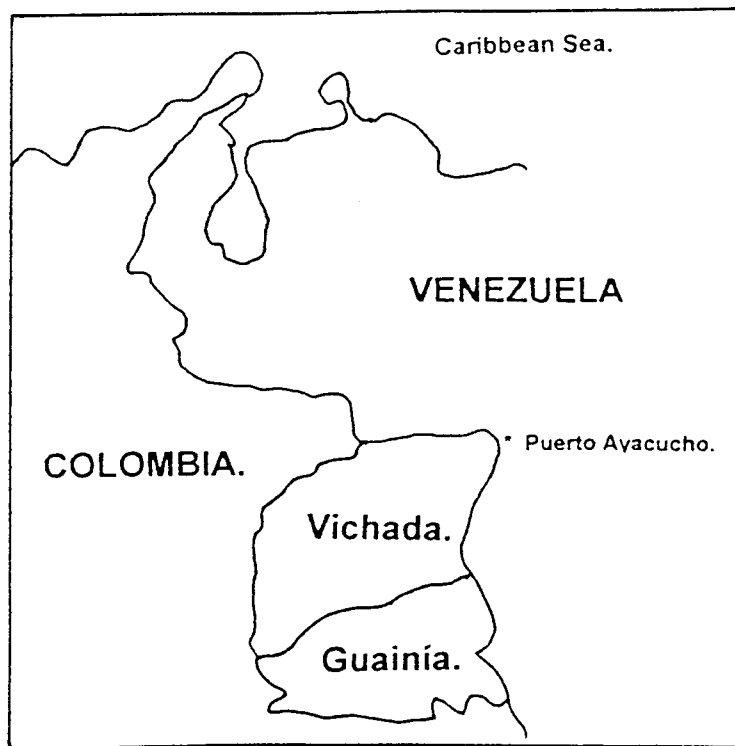 Caribbean Sea.
VENEZUELA
* Puerto Ayacucho.
COLOMBIA.
Vichada.
Guainía.